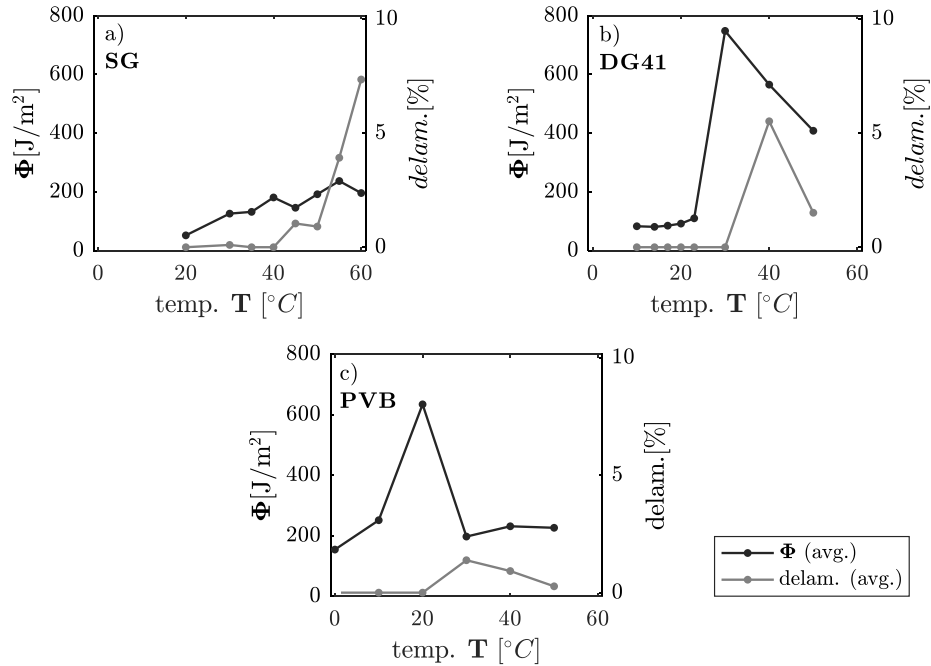 a)
SG
800
600
400
200
0
Φ[J/m²]
10
5
0
delam.[%]
0 20 40 60
temp. T [°C]
b)
DG41
800
600
400
200
0
Φ[J/m²]
10
5
0
delam.[%]
0 20 40 60
temp. T [°C]
c)
PVB
800
600
400
200
0
Φ[J/m²]
10
5
0
delam.[%]
0 20 40 60
temp. T [°C]
Φ (avg.)
delam. (avg.)